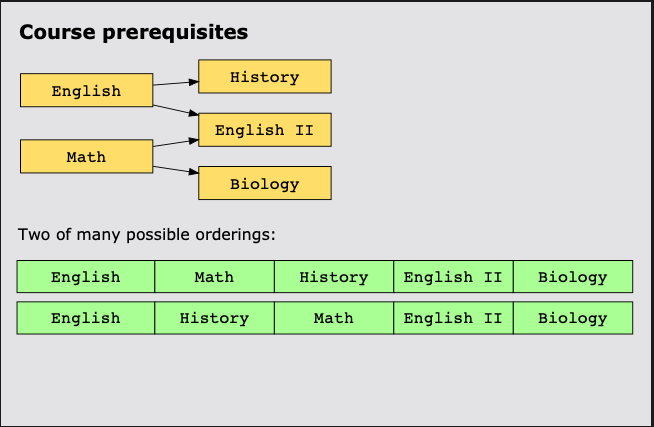 Course prerequisites
History
English
English II
Math
Biology
Two of many possible orderings:
English Math History English II Biology
English History Math English II Biology